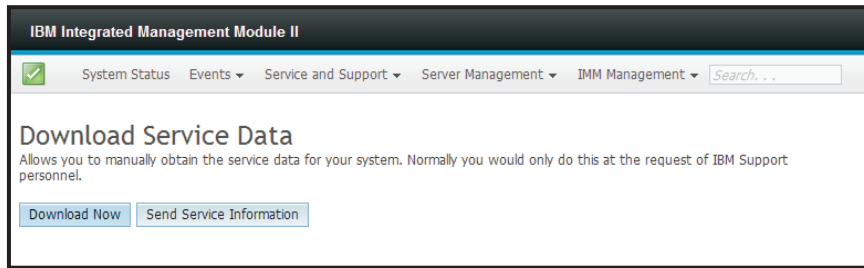 IBM Integrated Management Module II
System Status Events Service and Support Server Management IMM Management Search. . .
Download Service Data
Allows you to manually obtain the service data for your system. Normally you would only do this at the request of IBM Support
personnel.
Download Now Send Service Information